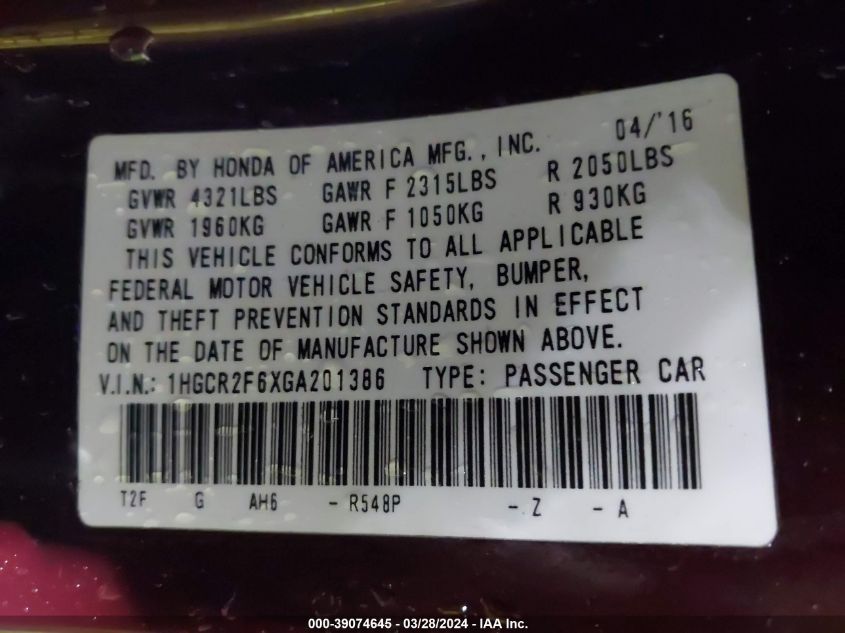 04/'16
MFD. BY HONDA OF AMERICA MFG., INC.
GVWR 4321LBS GAWR F 2315LBS R 2050LBS
GVWR 1960KG GAWR F 1050KG R 930KG
THIS VEHICLE CONFORMS TO ALL APPLICABLE
FEDERAL MOTOR VEHICLE SAFETY, BUMPER,
AND THEFT PREVENTION STANDARDS IN EFFECT
ON THE DATE OF MANUFACTURE SHOWN ABOVE.
V.I.N.: 1HGCR2F6XGA201386 TYPE: PASSENGER CAR
T2F G AH6 - R548P - Z - A
000-39074645 - 03/28/2024 - IAA Inc.